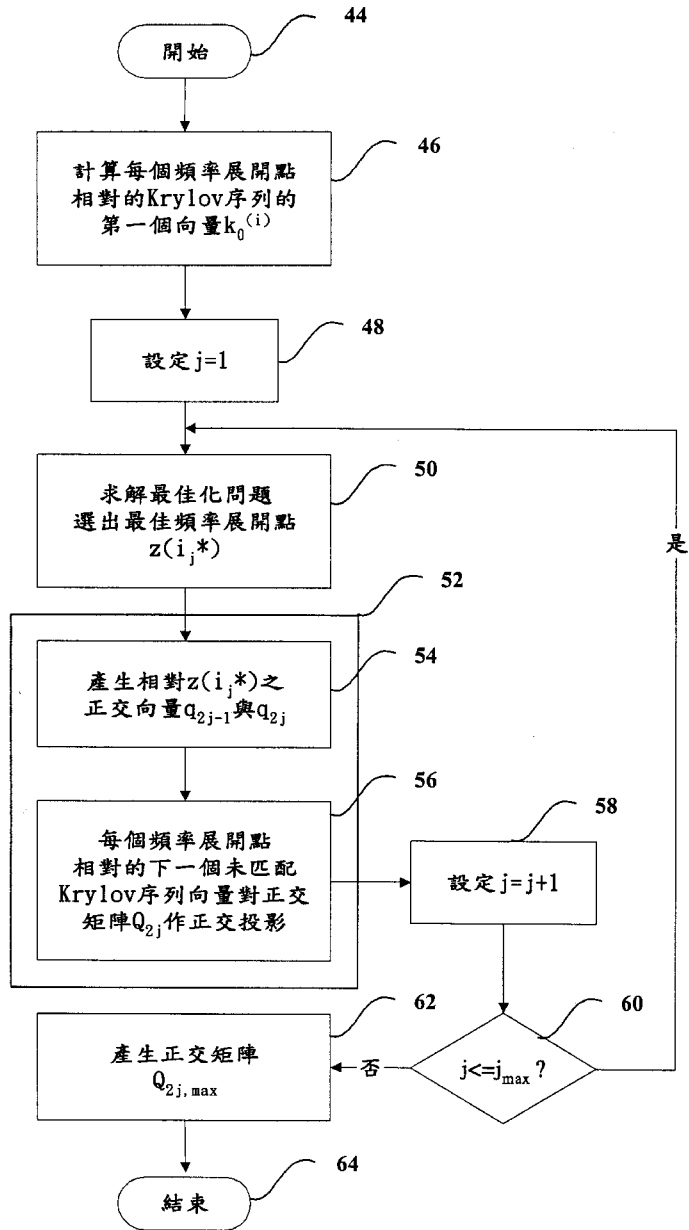 44
開始
46
計算每個頻率展開點
相對的Krylov序列的
第一個向量k₀⁽ⁱ⁾
48
設定j=1
50
求解最佳化問題
選出最佳頻率展開點
z(iⱼ*)
是
52
54
產生相對z(iⱼ*)之
正交向量q₂ⱼ₋₁與q₂ⱼ
56
每個頻率展開點
相對的下一個未匹配
Krylov序列向量對正交
矩陣Q₂ⱼ作正交投影
58
設定j=j+1
60
j<=j_max?
否
62
產生正交矩陣
Q_2j,max
64
結束